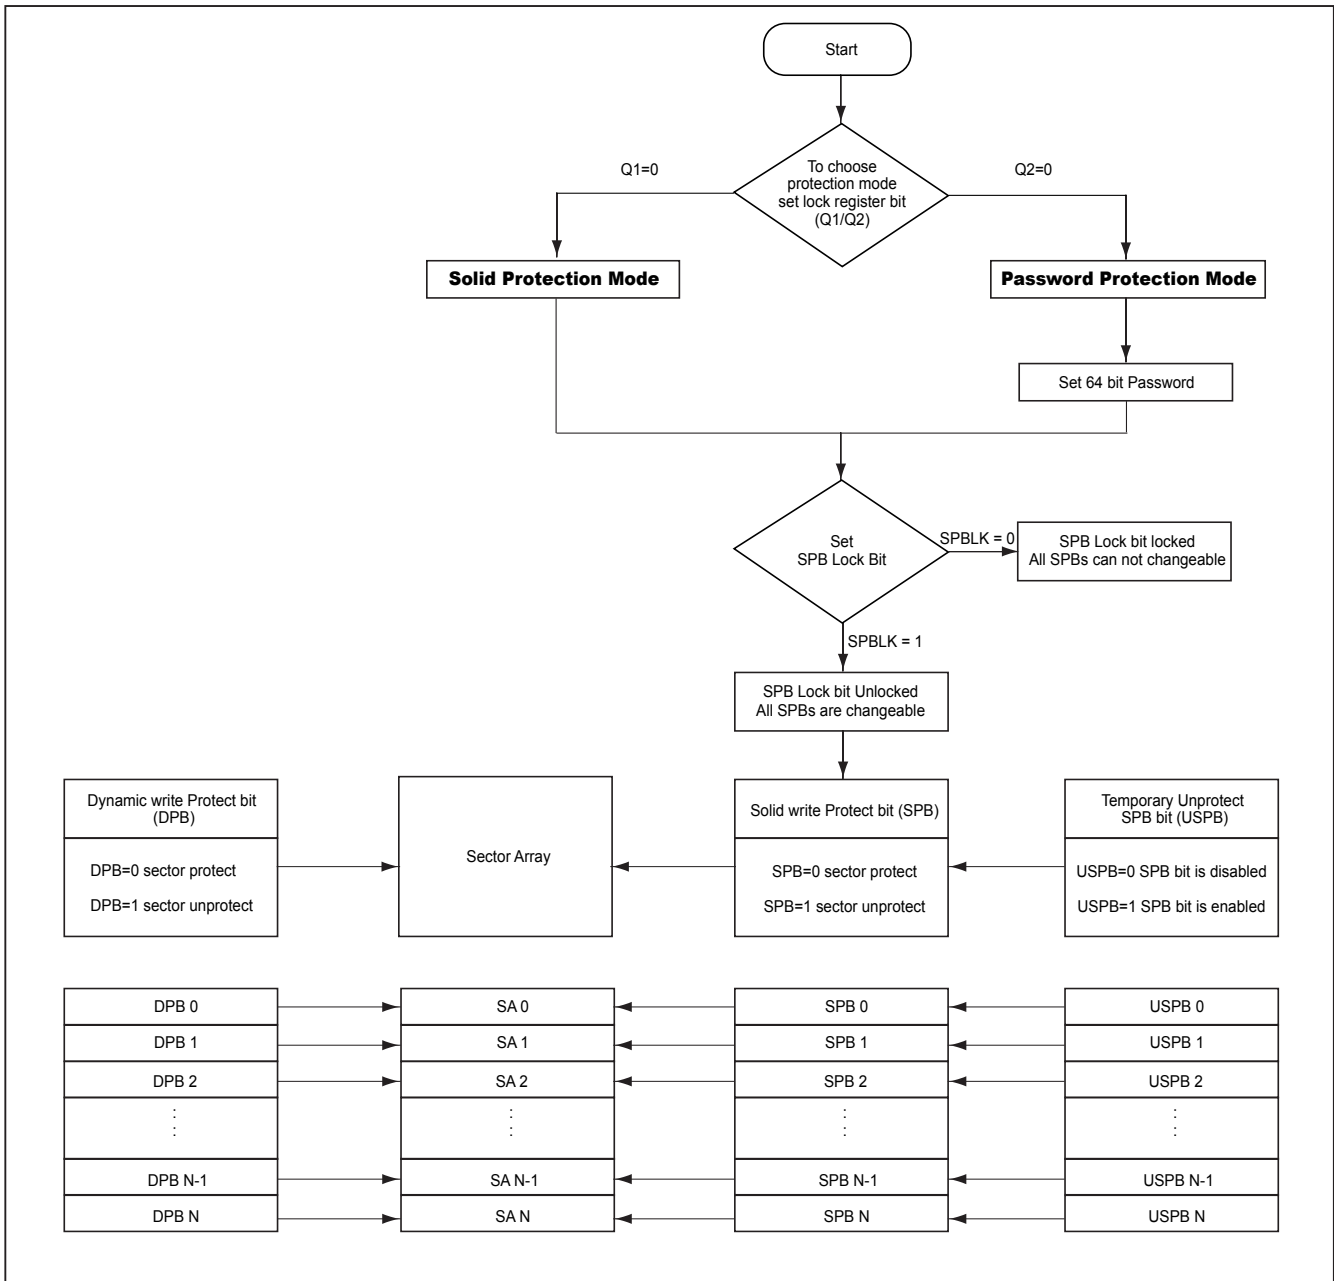 Start
To choose
protection mode
set lock register bit
(Q1/Q2)
Q1=0
Q2=0
Solid Protection Mode
Password Protection Mode
Set 64 bit Password
Set
SPB Lock Bit
SPBLK = 0
SPB Lock bit locked
All SPBs can not changeable
SPBLK = 1
SPB Lock bit Unlocked
All SPBs are changeable
Dynamic write Protect bit
(DPB)
DPB=0 sector protect
DPB=1 sector unprotect
Sector Array
Solid write Protect bit (SPB)
SPB=0 sector protect
SPB=1 sector unprotect
Temporary Unprotect
SPB bit (USPB)
USPB=0 SPB bit is disabled
USPB=1 SPB bit is enabled
DPB 0 SA 0 SPB 0 USPB 0
DPB 1 SA 1 SPB 1 USPB 1
DPB 2 SA 2 SPB 2 USPB 2
DPB N-1 SA N-1 SPB N-1 USPB N-1
DPB N SA N SPB N USPB N